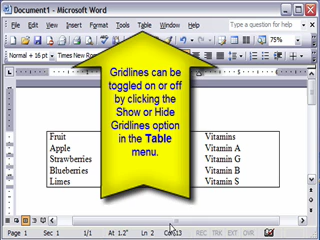 Document1 - Microsoft Word
File Edit View Insert Format Tools Table Window Help Type a question for help
75%
Normal + 16 pt Times New Ro
Gridlines can be
toggled on or off
by clicking the
Show or Hide
Gridlines option
in the Table
menu.
Fruit Vitamins
Apple Vitamin A
Strawberries Vitamin G
Blueberries Vitamin B
Limes Vitamin S
Page 1 Sec 1 1/1 At 1.2" Ln 2 Col 13 REC TRK EXT OVR